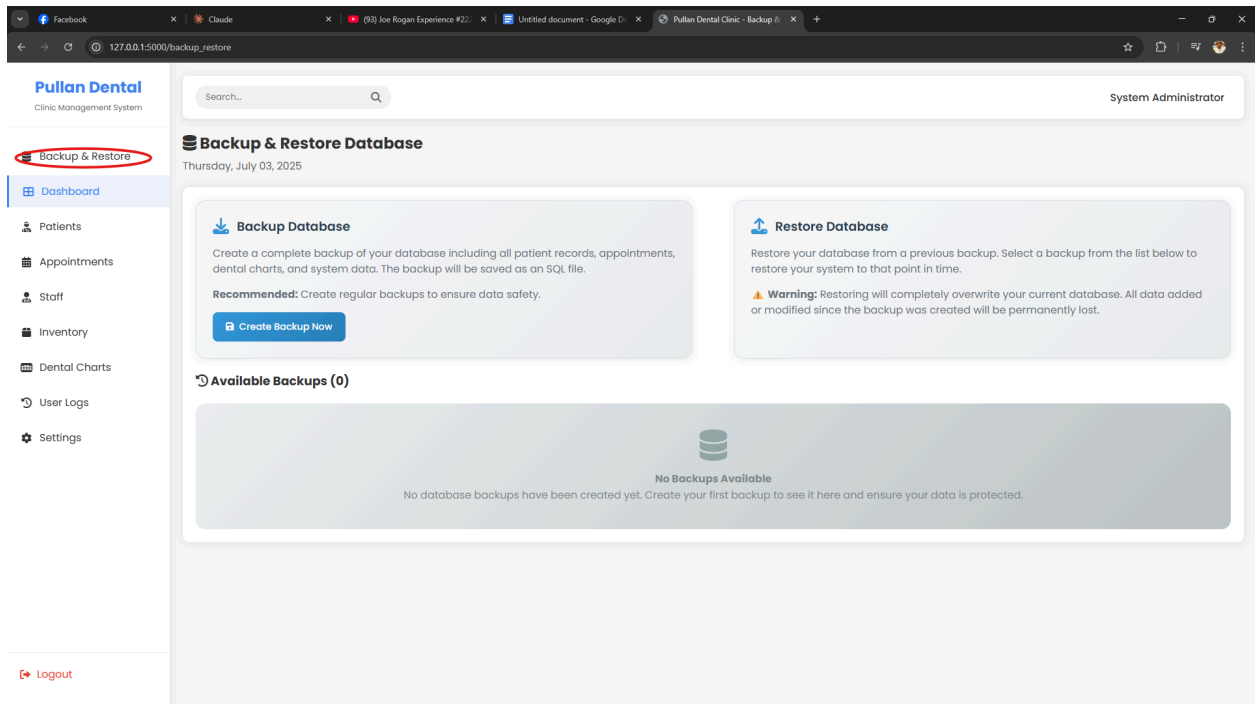 Facebook
Claude
(93) Joe Rogan Experience #222
Untitled document - Google Do
Pullan Dental Clinic - Backup &
127.0.0.1:5000/backup_restore
Pullan Dental
Clinic Management System
Search...
System Administrator
Backup & Restore
Dashboard
Patients
Appointments
Staff
Inventory
Dental Charts
User Logs
Settings
Logout
Backup & Restore Database
Thursday, July 03, 2025
Backup Database
Create a complete backup of your database including all patient records, appointments,
dental charts, and system data. The backup will be saved as an SQL file.
Recommended: Create regular backups to ensure data safety.
Create Backup Now
Restore Database
Restore your database from a previous backup. Select a backup from the list below to
restore your system to that point in time.
Warning: Restoring will completely overwrite your current database. All data added
or modified since the backup was created will be permanently lost.
Available Backups (0)
No Backups Available
No database backups have been created yet. Create your first backup to see it here and ensure your data is protected.